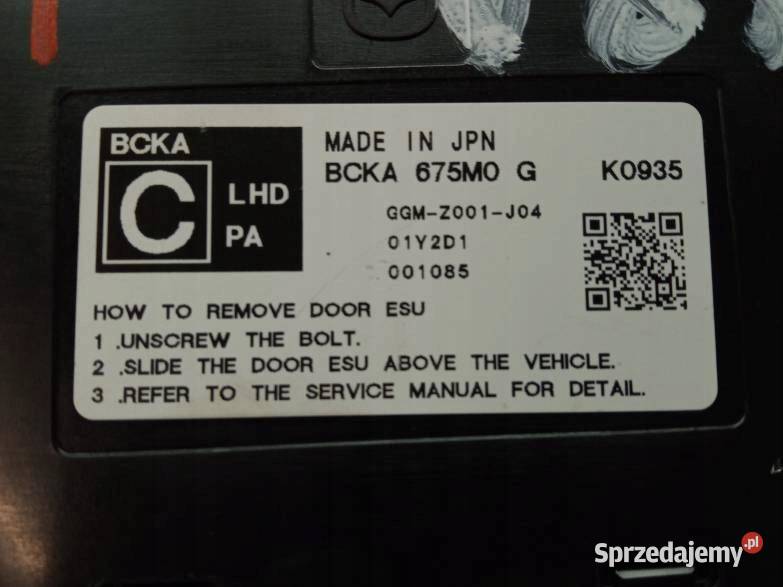 BCKA
C
LHD
PA
MADE IN JPN
BCKA 675M0 G K0935
GGM-Z001-J04
01Y2D1
001085
HOW TO REMOVE DOOR ESU
1 .UNSCREW THE BOLT.
2 .SLIDE THE DOOR ESU ABOVE THE VEHICLE.
3 .REFER TO THE SERVICE MANUAL FOR DETAIL.
Sprzedajemy.pl